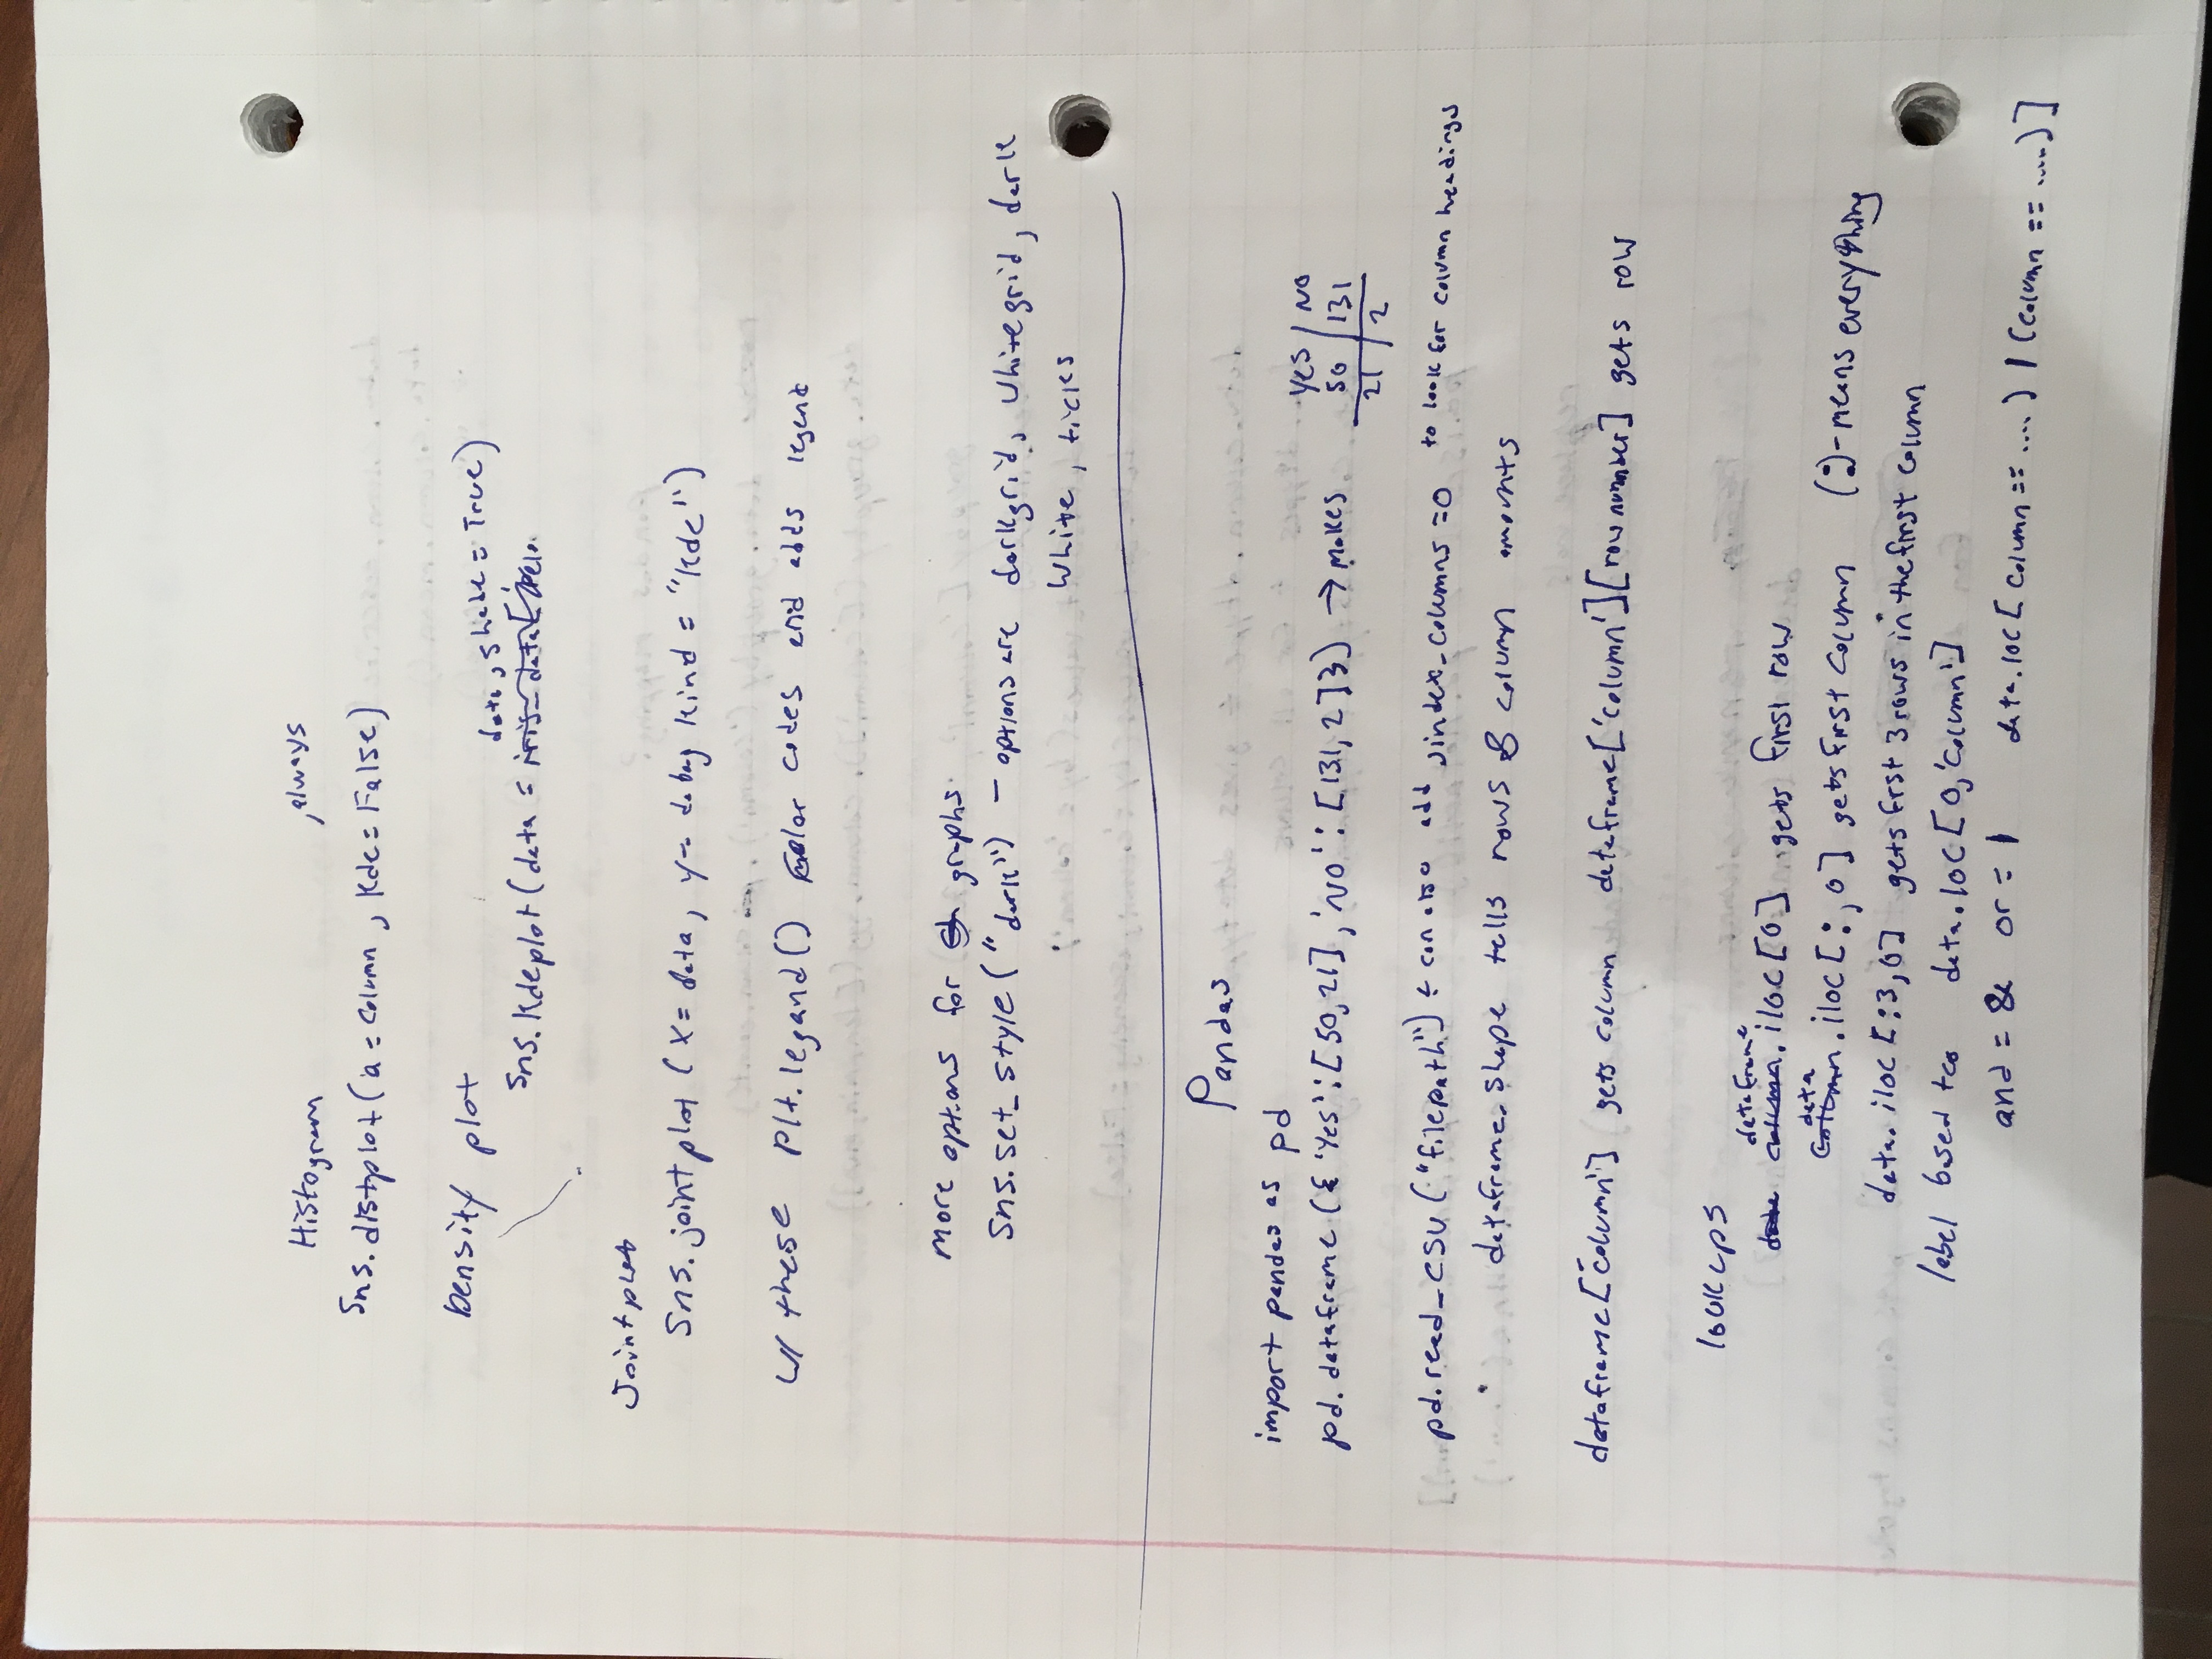 Histogram ,always
Sns.distplot(a = column , Kde = False)
Density plot
data, shade = True)
Sns.Kdeplot(data =
Jointplot
Sns.jointplot (X= data, y= kind = "Kde")
w/ these plt.legand() color codes and adds legend
more options for graphs
Sns.set_style("dark") - options are darkgrid, Whitegrid, dark
White, ticks
Pandas
import pandas as pd
pd.dataframe ({'Yes':[50,21],'No':[131,2]}) → makes
Yes | No
50 | 131
21 | 2
pd.read_CSV("filepath") ← can also add ,index_columns =0 to look for column headings
dataframe.shape tells rows & column amounts
dataframe['column'] gets column dataframe['column'][row number] gets row
lookups
dataframe
.iloc[0] gets first row
data
.iloc[:,0] gets first column (:)-means everything
data.iloc[:3,0] gets frst 3 rows in the first column
label based too data.loc[0,'Column']
and = & or = | data.loc[column == ....) | (column == ....)]